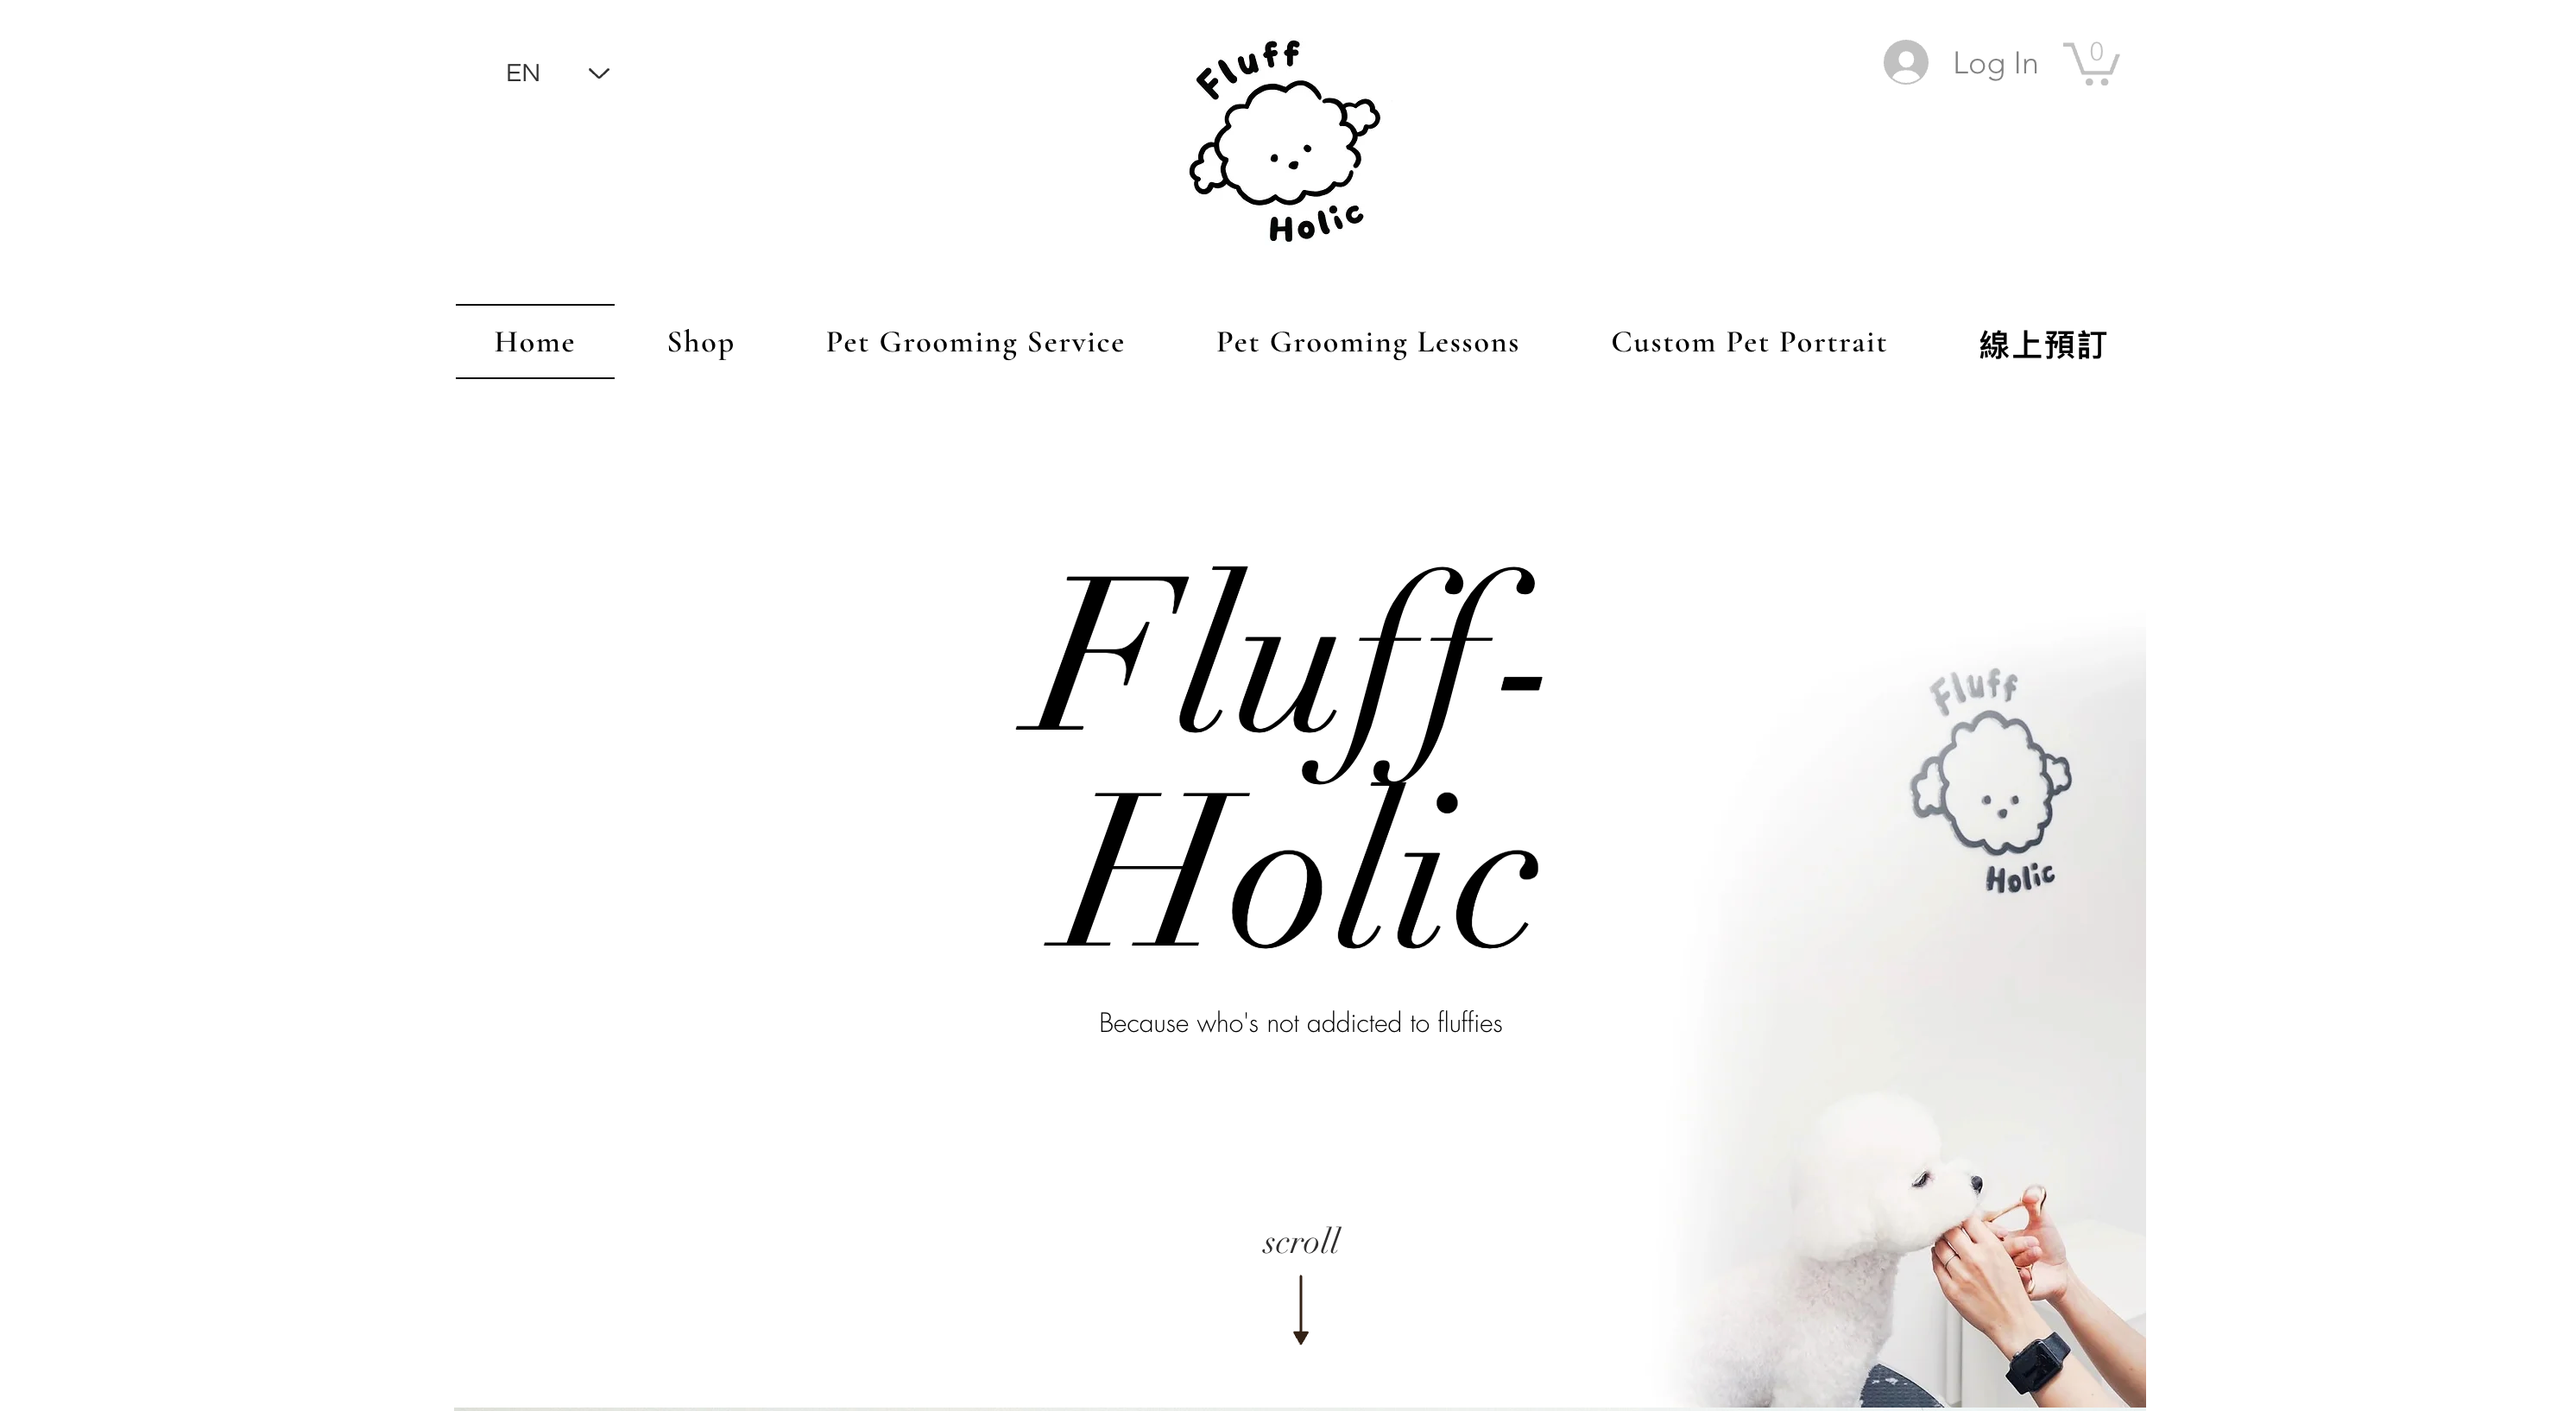 EN
Fluff
Holic
Log In
0
Home
Shop
Pet Grooming Service
Pet Grooming Lessons
Custom Pet Portrait
線上預訂
Fluff-
Holic
Because who's not addicted to fluffies
Fluff
Holic
scroll